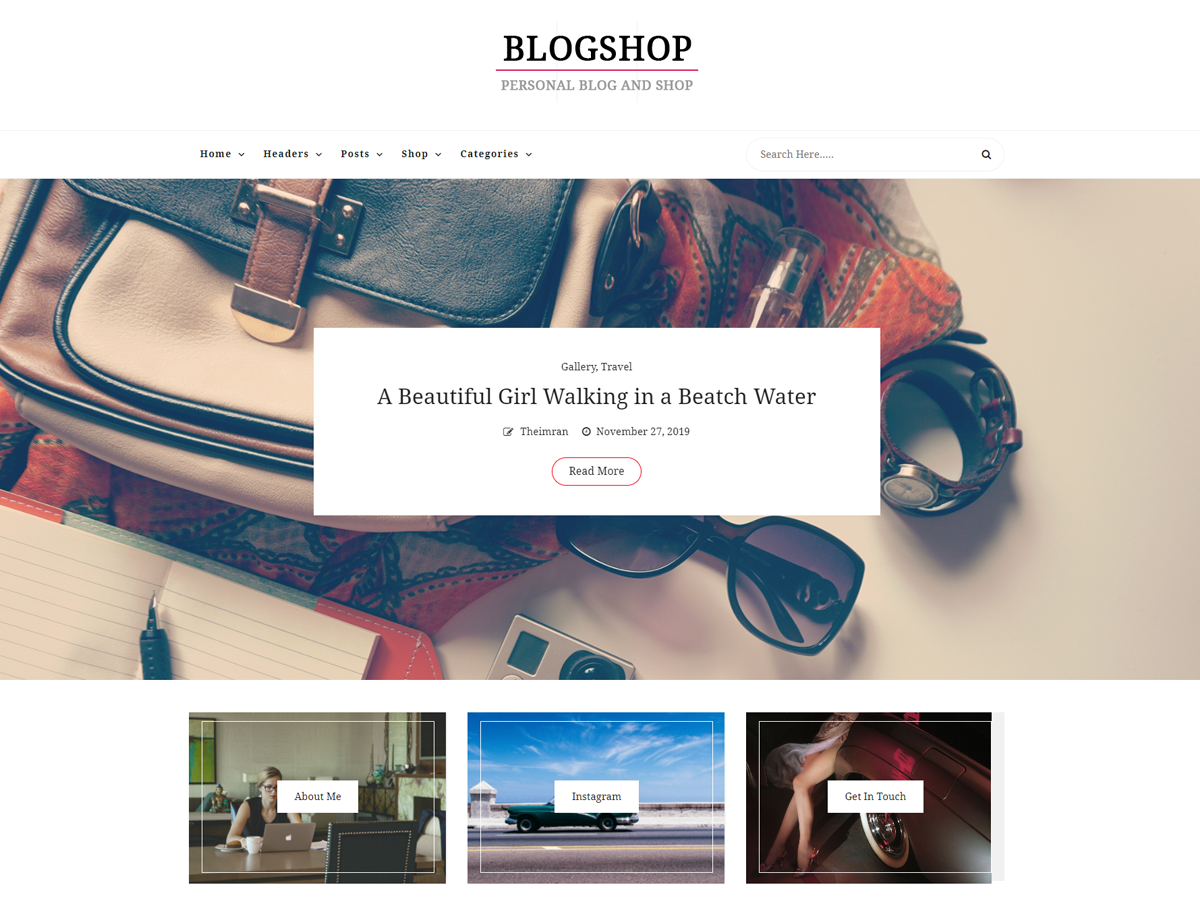 BLOGSHOP
PERSONAL BLOG AND SHOP
Home Headers Posts Shop Categories Search Here.....
Gallery, Travel
A Beautiful Girl Walking in a Beatch Water
Theimran November 27, 2019
Read More
About Me Instagram Get In Touch